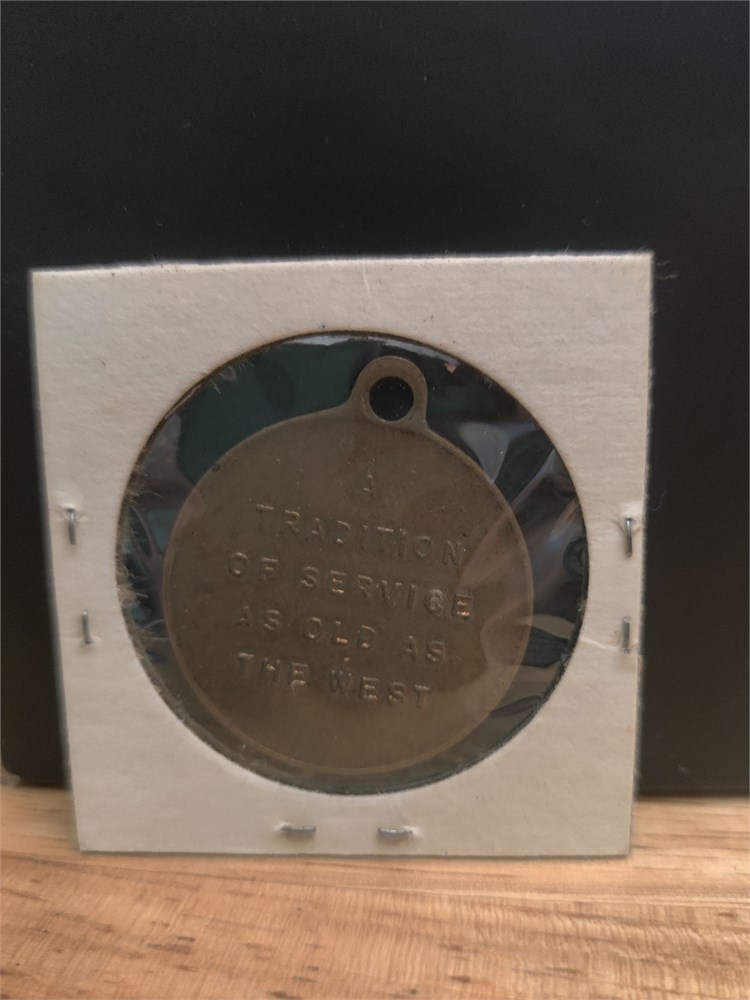 A
TRADITION
OF SERVICE
AS OLD AS
THE WEST